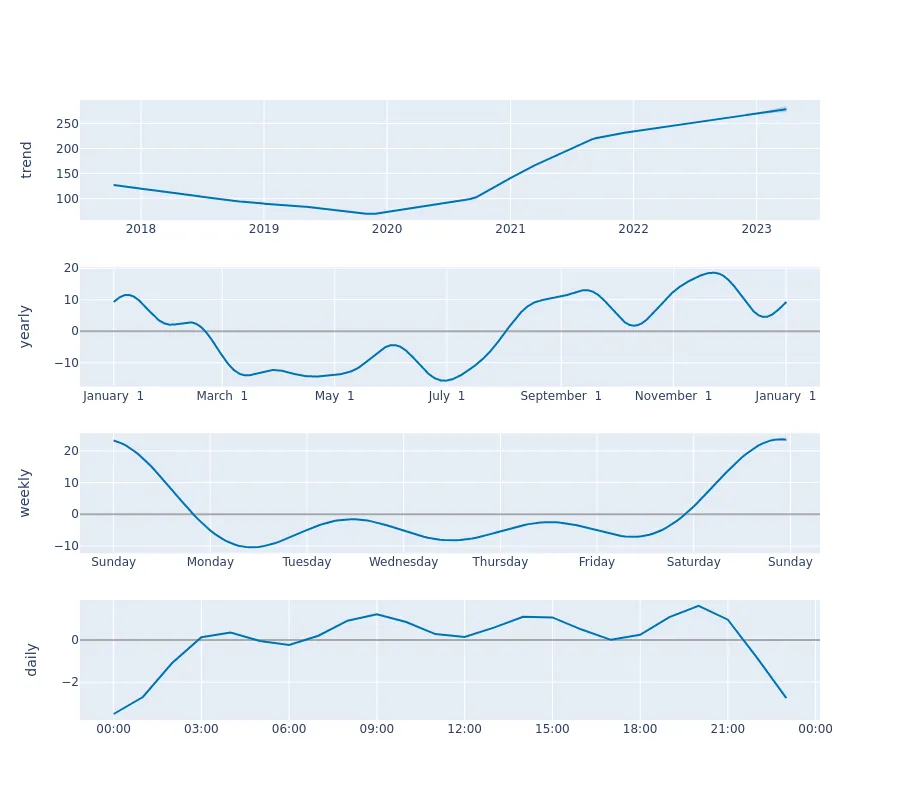 trend
250
200
150
100
2018 2019 2020 2021 2022 2023
yearly
20
10
0
−10
January 1 March 1 May 1 July 1 September 1 November 1 January 1
weekly
20
10
0
−10
Sunday Monday Tuesday Wednesday Thursday Friday Saturday Sunday
daily
0
−2
00:00 03:00 06:00 09:00 12:00 15:00 18:00 21:00 00:00